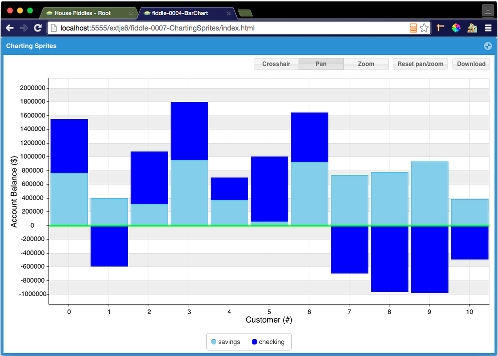 House Fiddles - Root
fiddle-0004-BarChart
localhost:5555/extjs6/fiddle-0007-ChartingSprites/index.html
Charting Sprites
Crosshair Pan Zoom Reset pan/zoom Download
2000000
1800000
1600000
1400000
1200000
1000000
800000
600000
400000
200000
0
-200000
-400000
-600000
-800000
-1000000
Account Balance ($)
0 1 2 3 4 5 6 7 8 9 10
Customer (#)
savings checking